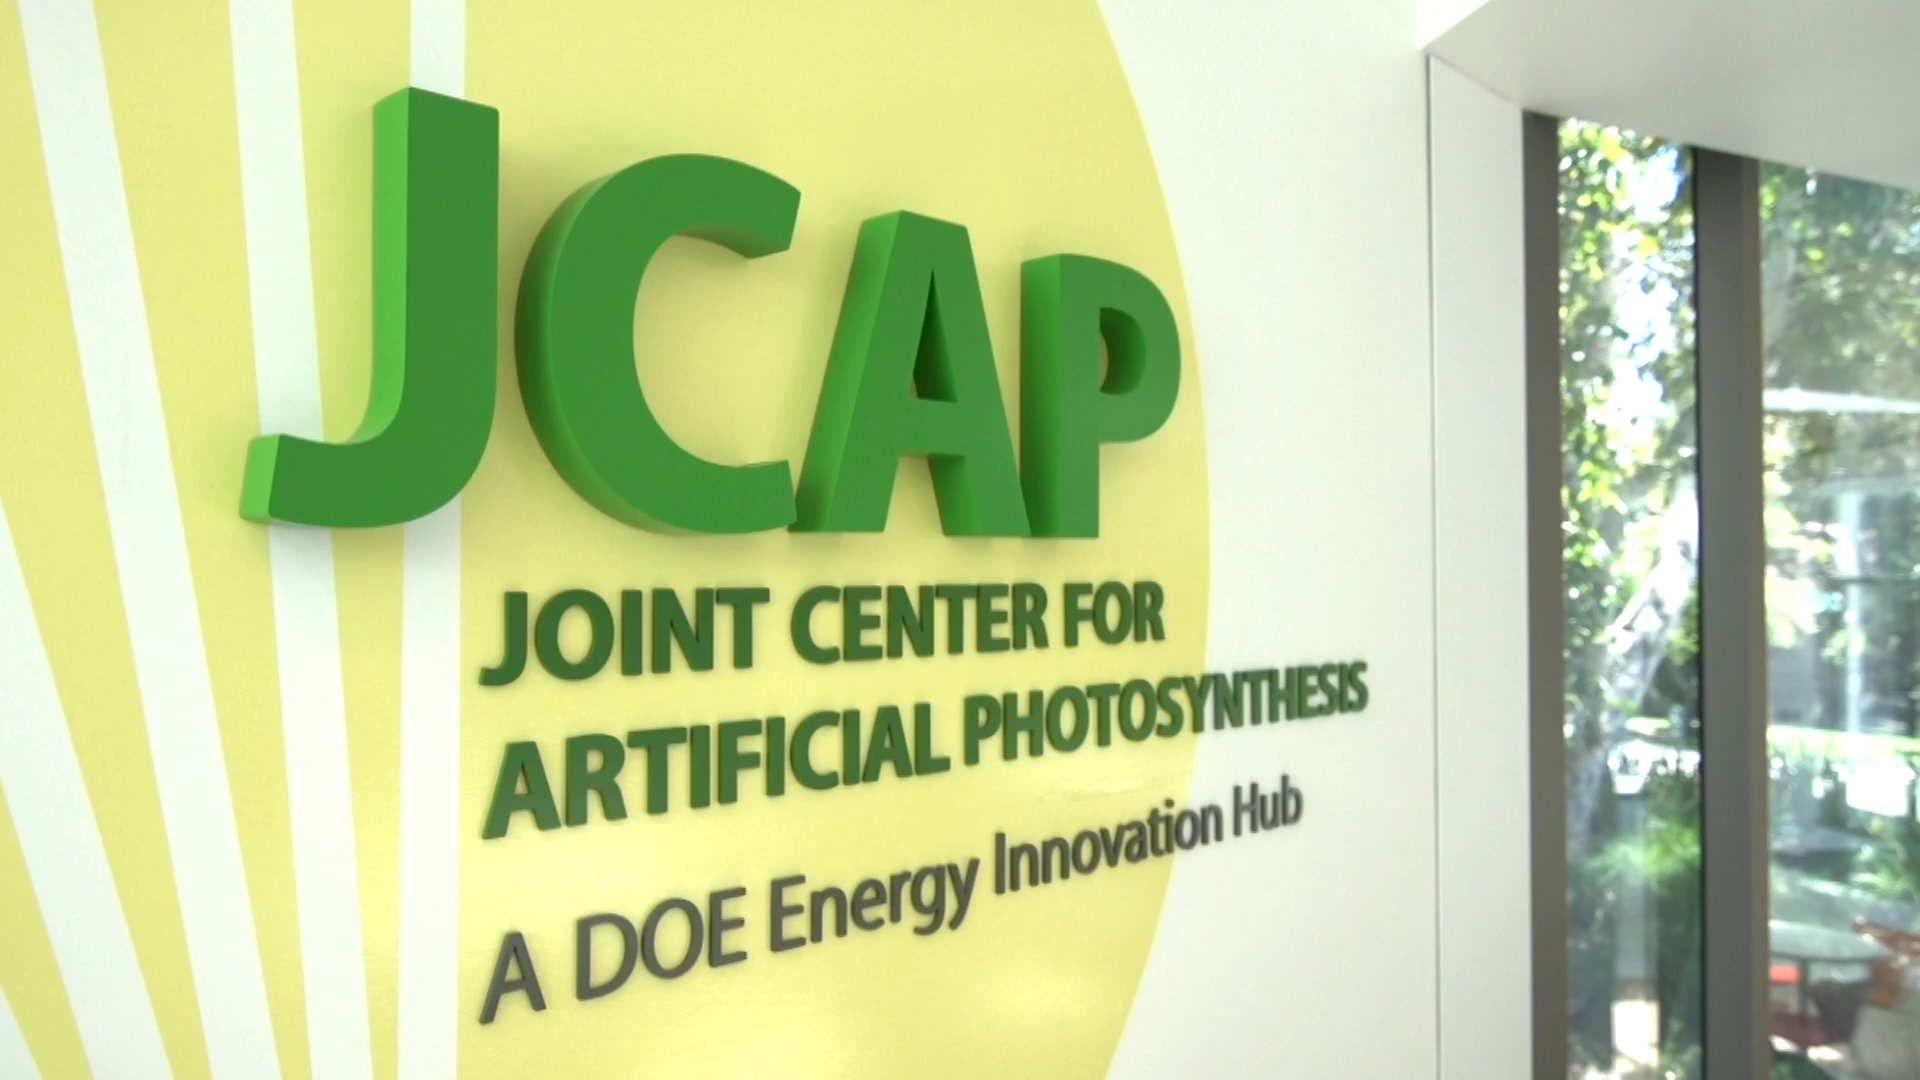 JCAP
JOINT CENTER FOR
ARTIFICIAL PHOTOSYNTHESIS
A DOE Energy Innovation Hub